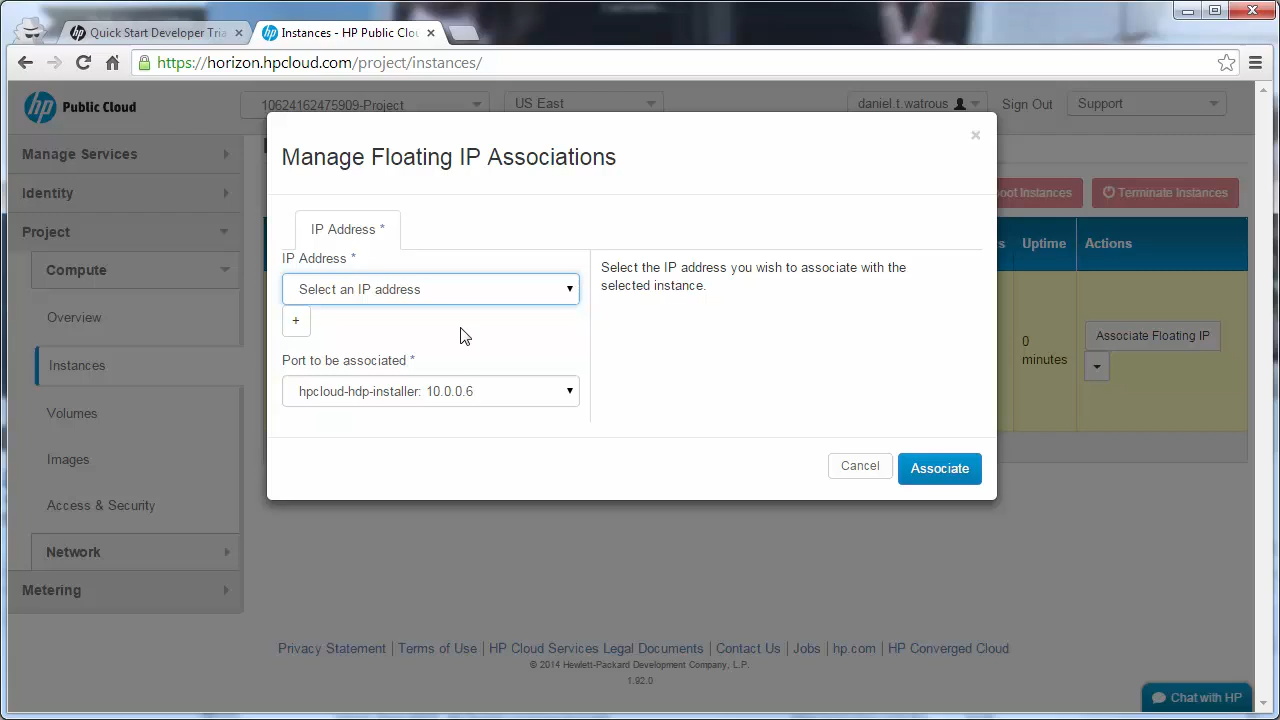 Quick Start Developer Tria
Instances - HP Public Clou
https://horizon.hpcloud.com/project/instances/
hp Public Cloud
10624162475909-Project
US East
daniel.t.watrous
Sign Out
Support
Manage Services
Identity
Project
Compute
Overview
Instances
Volumes
Images
Access & Security
Network
Metering
oot Instances
Terminate Instances
s
Uptime
Actions
0
minutes
Associate Floating IP
Manage Floating IP Associations
×
IP Address *
IP Address *
Select an IP address
+
Port to be associated *
hpcloud-hdp-installer: 10.0.0.6
Select the IP address you wish to associate with the
selected instance.
Cancel
Associate
Privacy Statement | Terms of Use | HP Cloud Services Legal Documents | Contact Us | Jobs | hp.com | HP Converged Cloud
© 2014 Hewlett-Packard Development Company, L.P.
1.92.0
Chat with HP